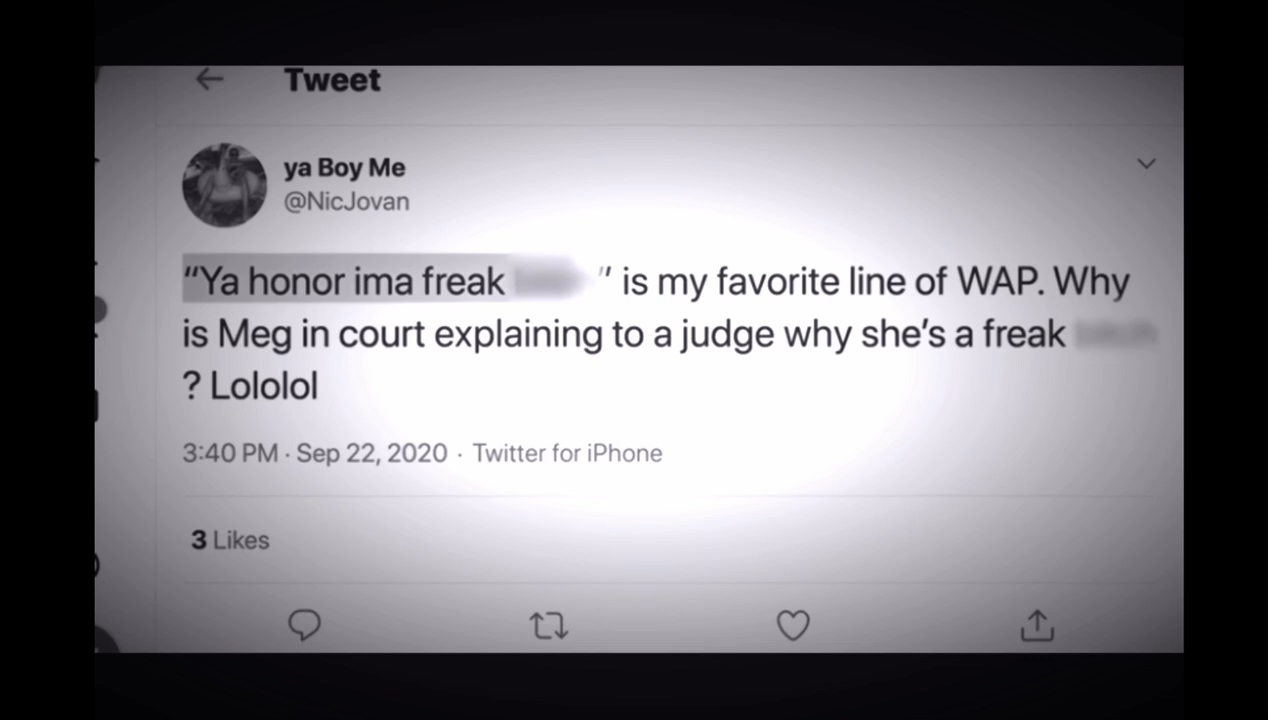 Tweet
ya Boy Me
@NicJovan
“Ya honor ima freak ” is my favorite line of WAP. Why
is Meg in court explaining to a judge why she’s a freak
? Lololol
3:40 PM · Sep 22, 2020 · Twitter for iPhone
3 Likes